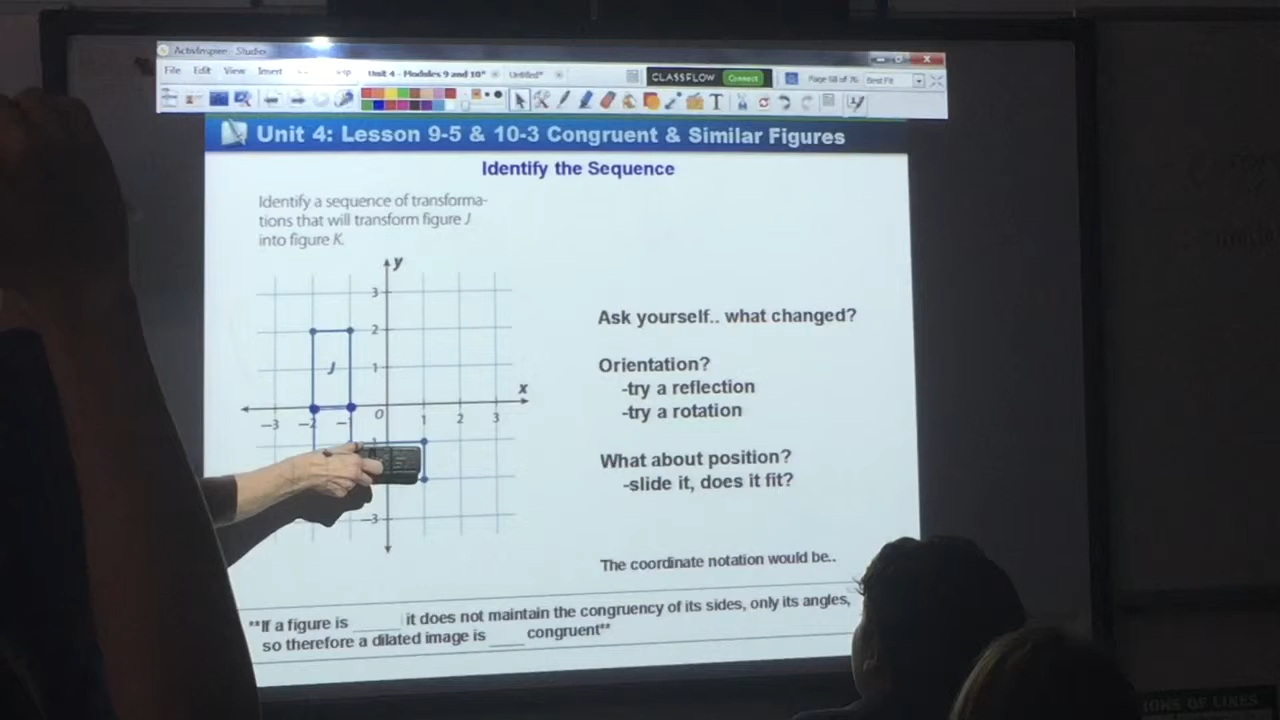 ActivInspire - Studio
File Edit View Insert
Unit 4 - Modules 9 and 10* Untitled*
CLASSFLOW Connect
Best Fit
Unit 4: Lesson 9-5 & 10-3 Congruent & Similar Figures
Identify the Sequence
Identify a sequence of transforma-
tions that will transform figure J
into figure K.
y
3
2
J
1
x
-3 -2 -1 O 1 2 3
-3
Ask yourself.. what changed?
Orientation?
-try a reflection
-try a rotation
What about position?
-slide it, does it fit?
The coordinate notation would be..
**If a figure is _____ it does not maintain the congruency of its sides, only its angles,
so therefore a dilated image is ____ congruent**